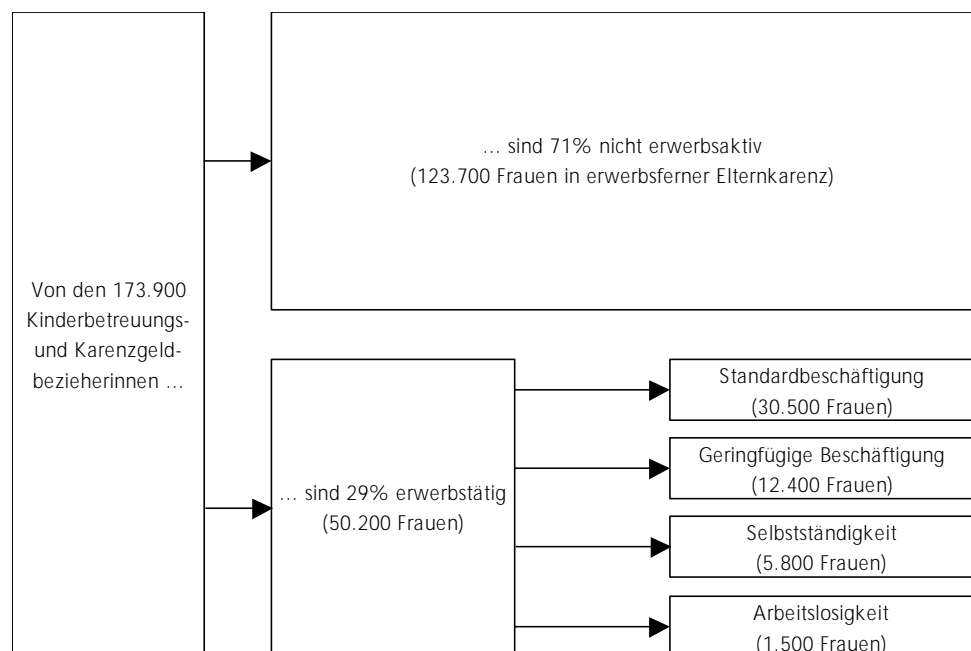 Von den 173.900
Kinderbetreuungs-
und Karenzgeld-
bezieherinnen ...
... sind 71% nicht erwerbsaktiv
(123.700 Frauen in erwerbsferner Elternkarenz)
... sind 29% erwerbstätig
(50.200 Frauen)
Standardbeschäftigung
(30.500 Frauen)
Geringfügige Beschäftigung
(12.400 Frauen)
Selbstständigkeit
(5.800 Frauen)
Arbeitslosigkeit
(1.500 Frauen)